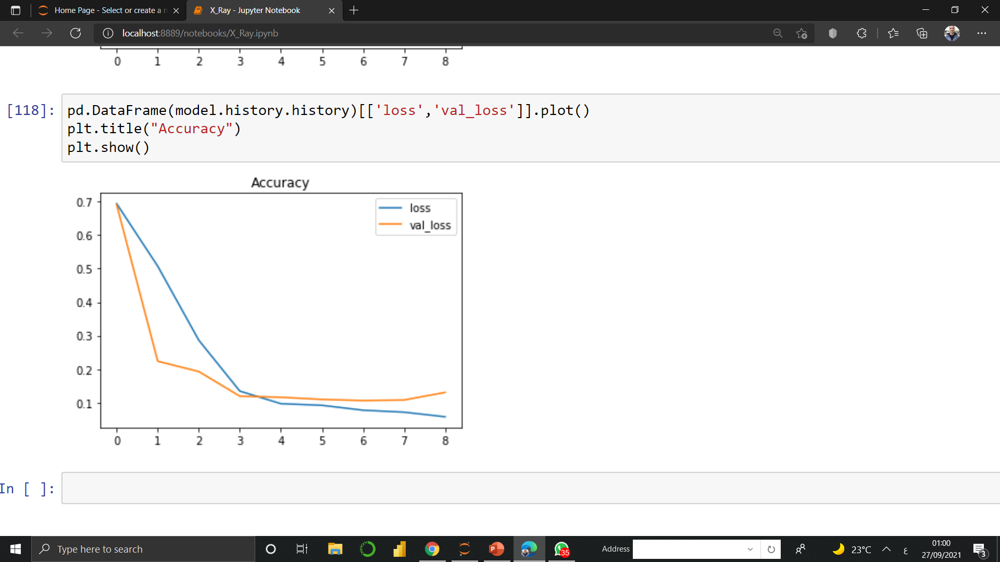 Home Page - Select or create a n
X_Ray - Jupyter Notebook
localhost:8889/notebooks/X_Ray.ipynb
0 1 2 3 4 5 6 7 8
[118]:
pd.DataFrame(model.history.history)[['loss','val_loss']].plot()
plt.title("Accuracy")
plt.show()
Accuracy
loss
val_loss
0.7
0.6
0.5
0.4
0.3
0.2
0.1
0 1 2 3 4 5 6 7 8
In [ ]:
Type here to search
P
35
Address
23°C
ع
01:00
27/09/2021
3